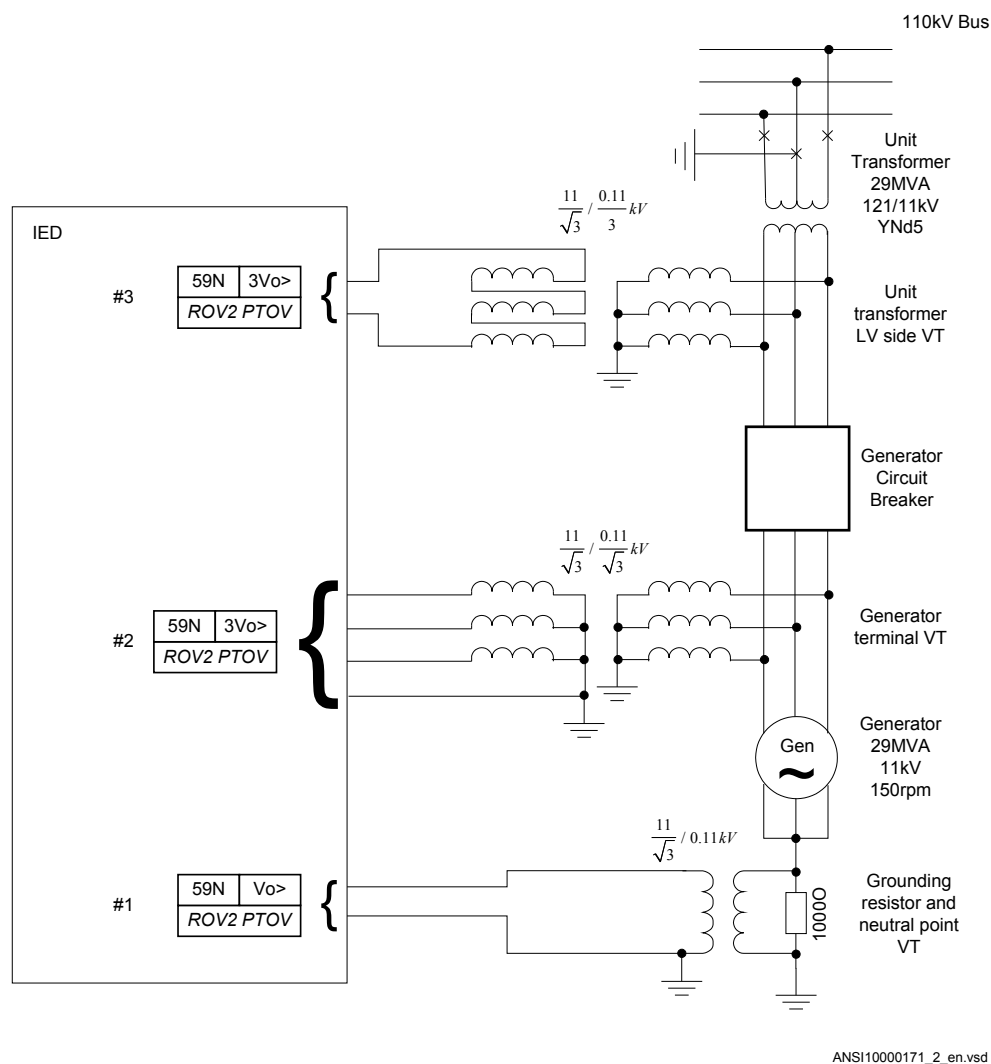 110kV Bus
Unit
Transformer
29MVA
121/11kV
YNd5
11/√3 / 0.11/3 kV
IED
#3
59N 3Vo>
ROV2 PTOV
{
Unit
transformer
LV side VT
Generator
Circuit
Breaker
11/√3 / 0.11/√3 kV
#2
59N 3Vo>
ROV2 PTOV
{
Generator
terminal VT
Gen
~
Generator
29MVA
11kV
150rpm
11/√3 / 0.11kV
#1
59N Vo>
ROV2 PTOV
{
1000Ω
Grounding
resistor and
neutral point
VT
ANSI10000171_2_en.vsd